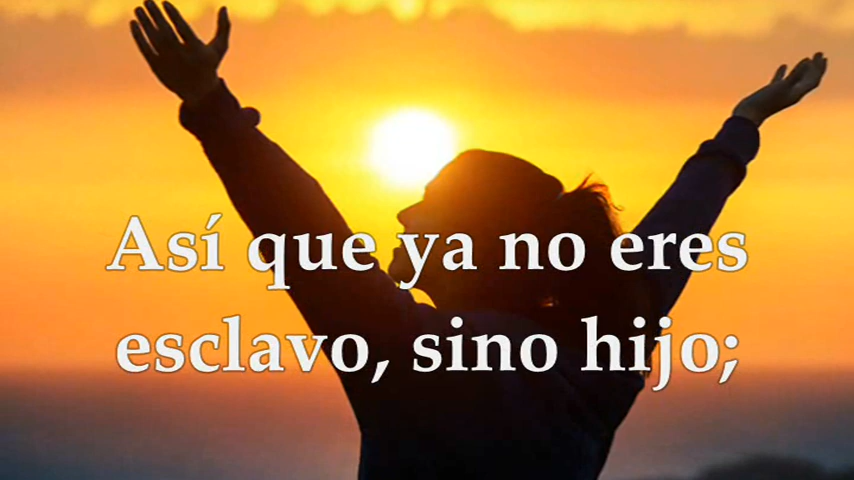 Así que ya no eres
esclavo, sino hijo;